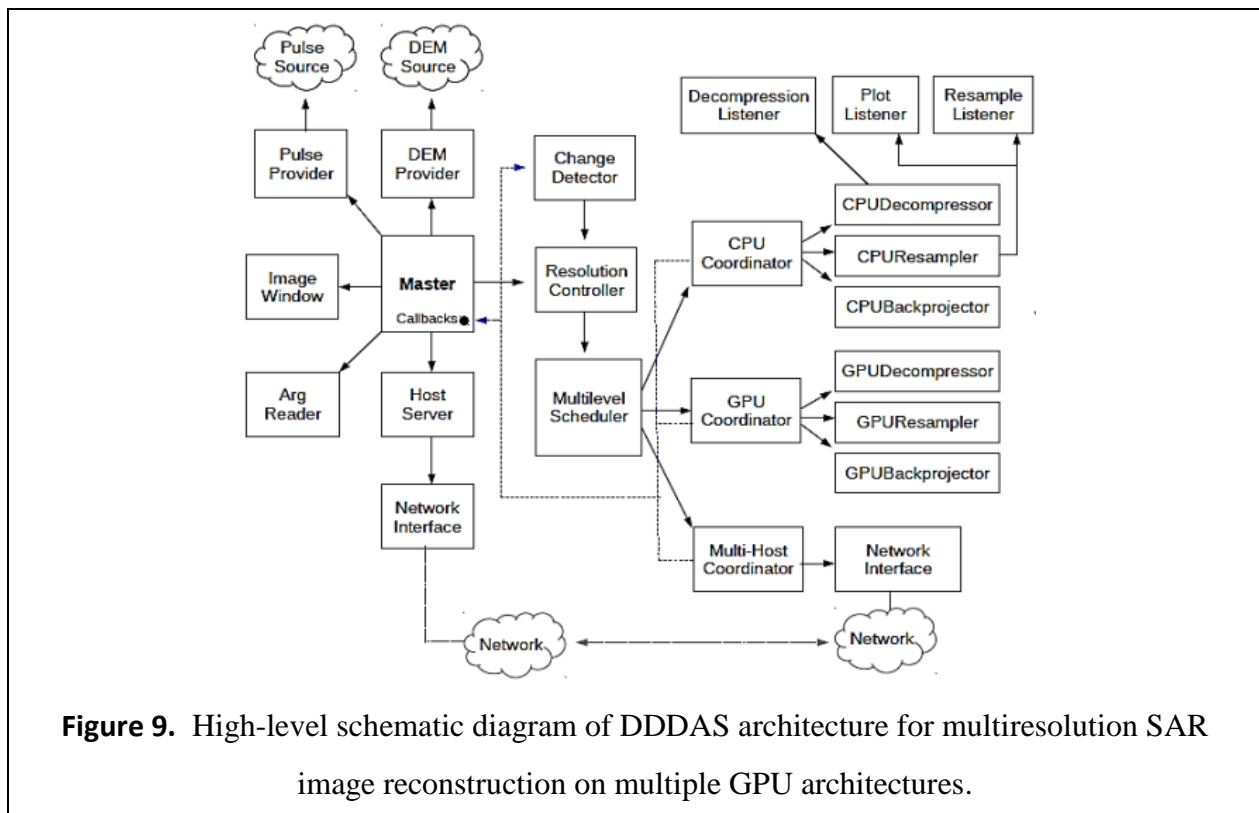 Pulse
Source
DEM
Source
Decompression
Listener
Plot
Listener
Resample
Listener
Pulse
Provider
DEM
Provider
Change
Detector
CPUDecompressor
CPU
Coordinator
CPUResampler
CPUBackprojector
Image
Window
Master
Callbacks
Resolution
Controller
Arg
Reader
Host
Server
Multilevel
Scheduler
GPU
Coordinator
GPUDecompressor
GPUResampler
GPUBackprojector
Network
Interface
Multi-Host
Coordinator
Network
Interface
Network
Network
Figure 9. High-level schematic diagram of DDDAS architecture for multiresolution SAR
image reconstruction on multiple GPU architectures.